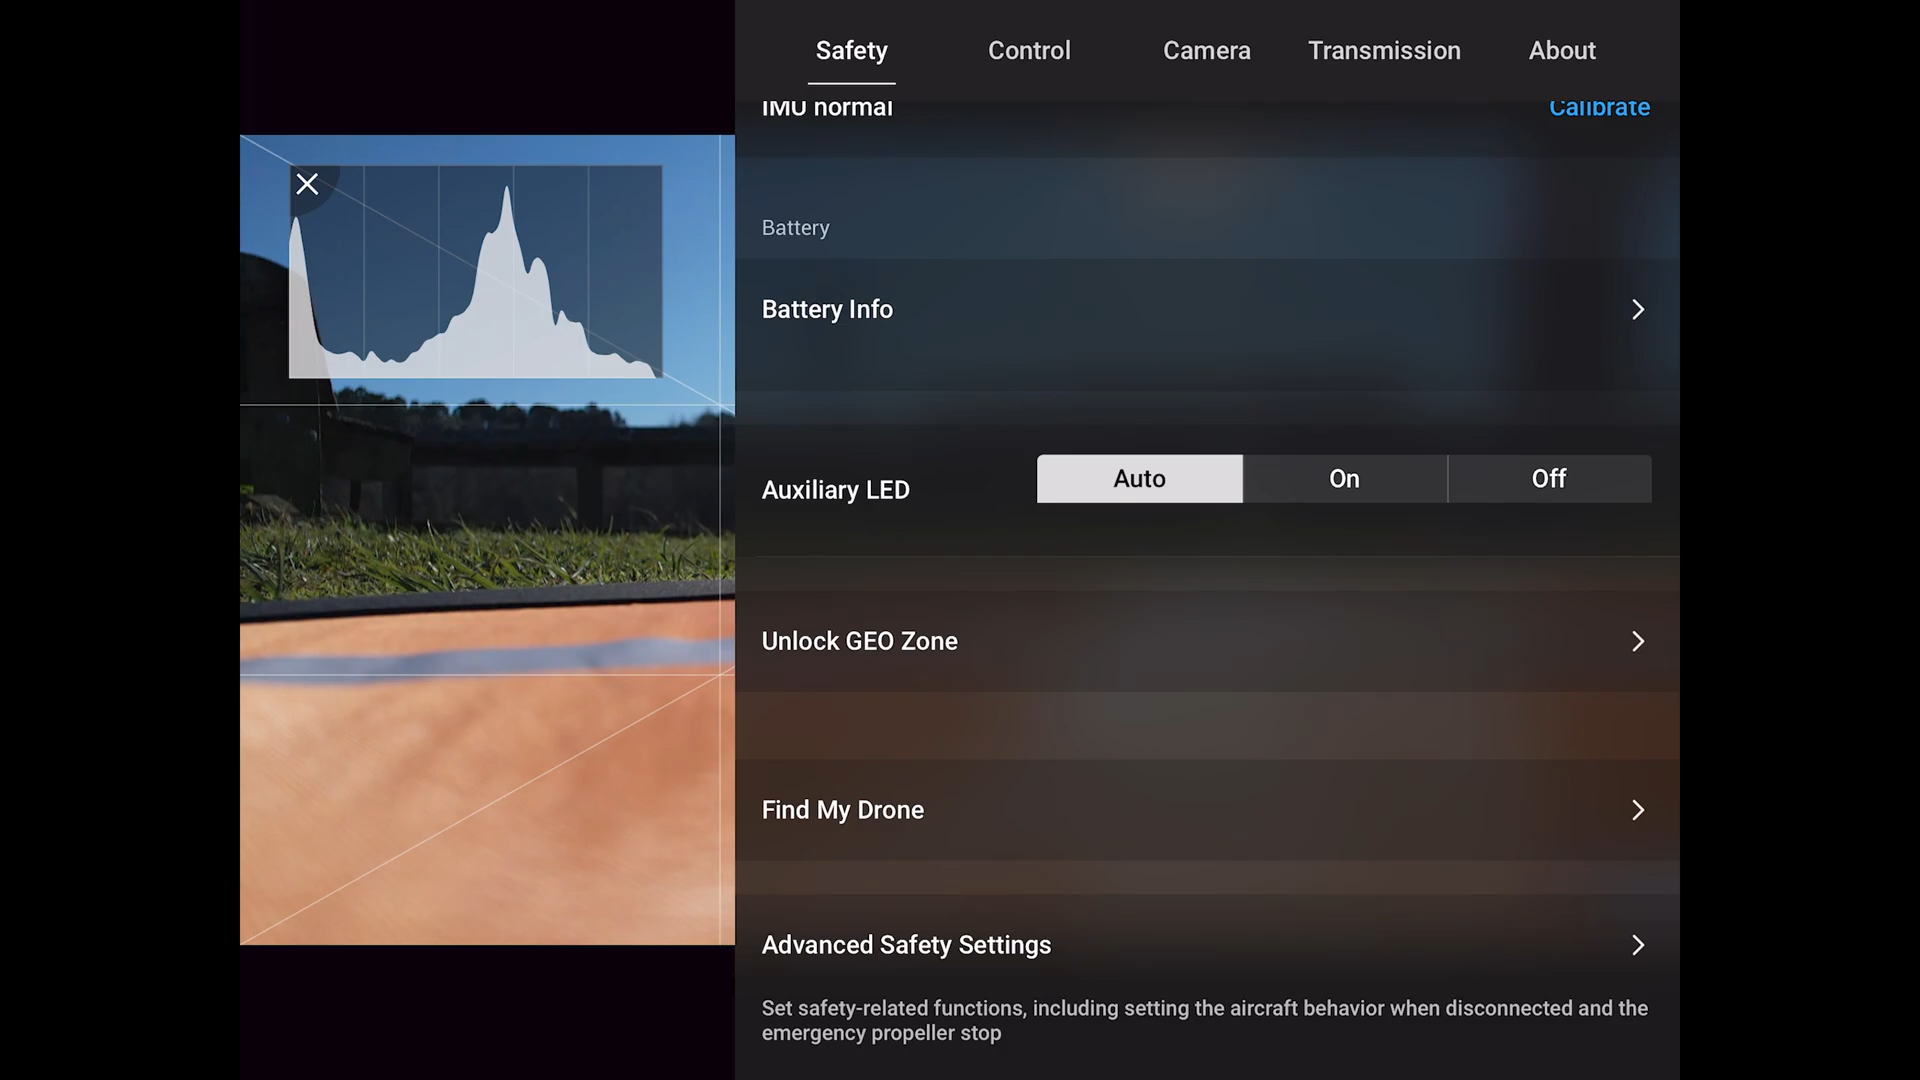 Safety Control Camera Transmission About
IMU normal Calibrate
Battery
Battery Info
Auxiliary LED Auto On Off
Unlock GEO Zone
Find My Drone
Advanced Safety Settings
Set safety-related functions, including setting the aircraft behavior when disconnected and the
emergency propeller stop